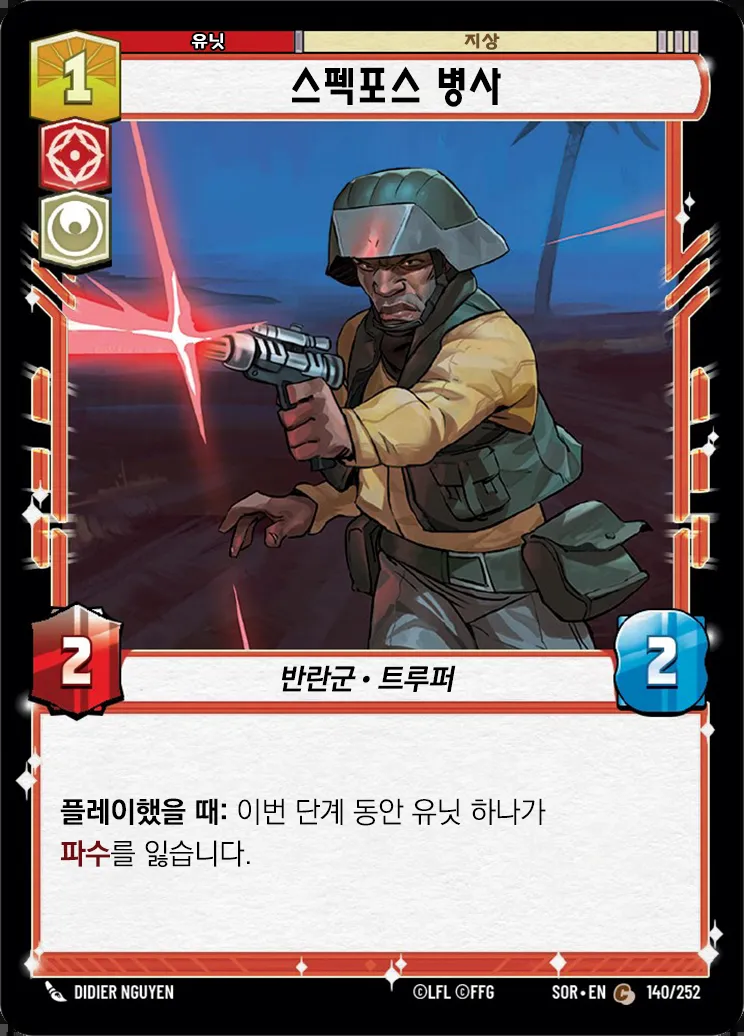 유닛
지상
1
스펙포스 병사
2
반란군 • 트루퍼
2
플레이했을 때: 이번 단계 동안 유닛 하나가
파수를 잃습니다.
DIDIER NGUYEN
©LFL ©FFG
SOR • EN C 140/252